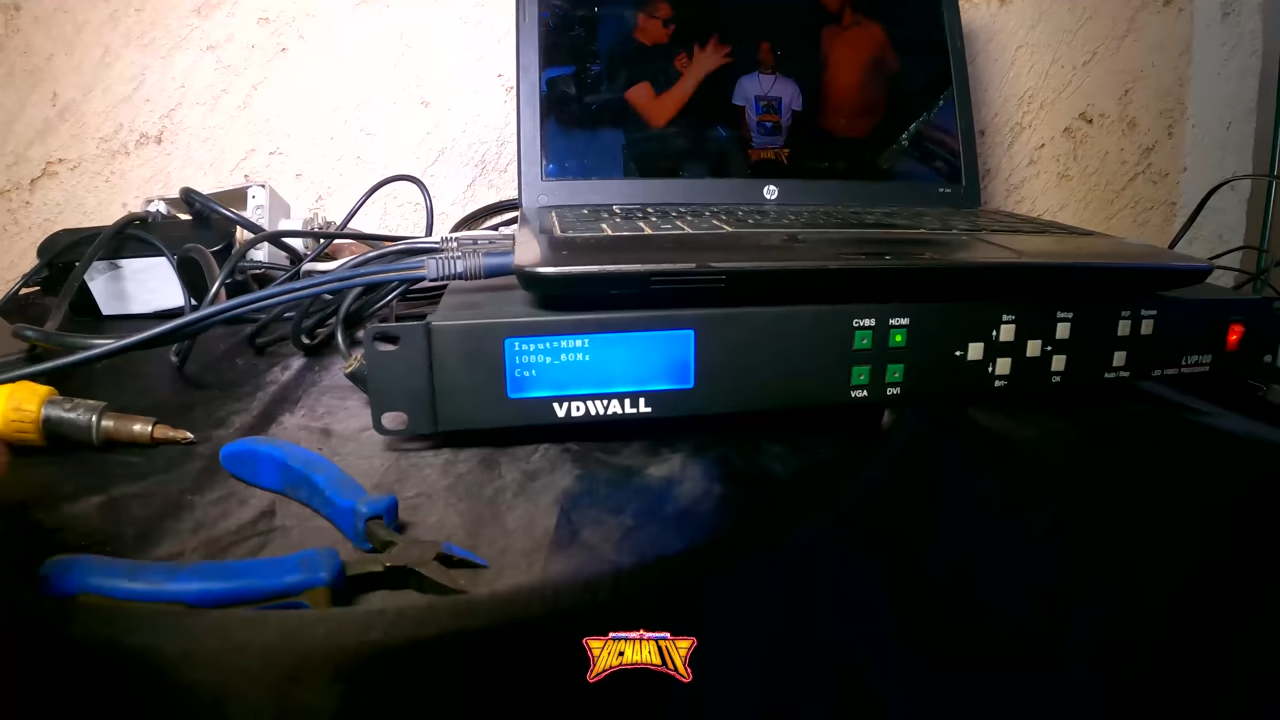 hp
Input=HDMI
1080p_60Hz
Cut
VDWALL
CVBS HDMI
VGA DVI
Brt+
Brt-
Setup
OK
PIP Bypass
Auto / Step
LVP100
LED VIDEO PROCESSOR
RICHARD TV